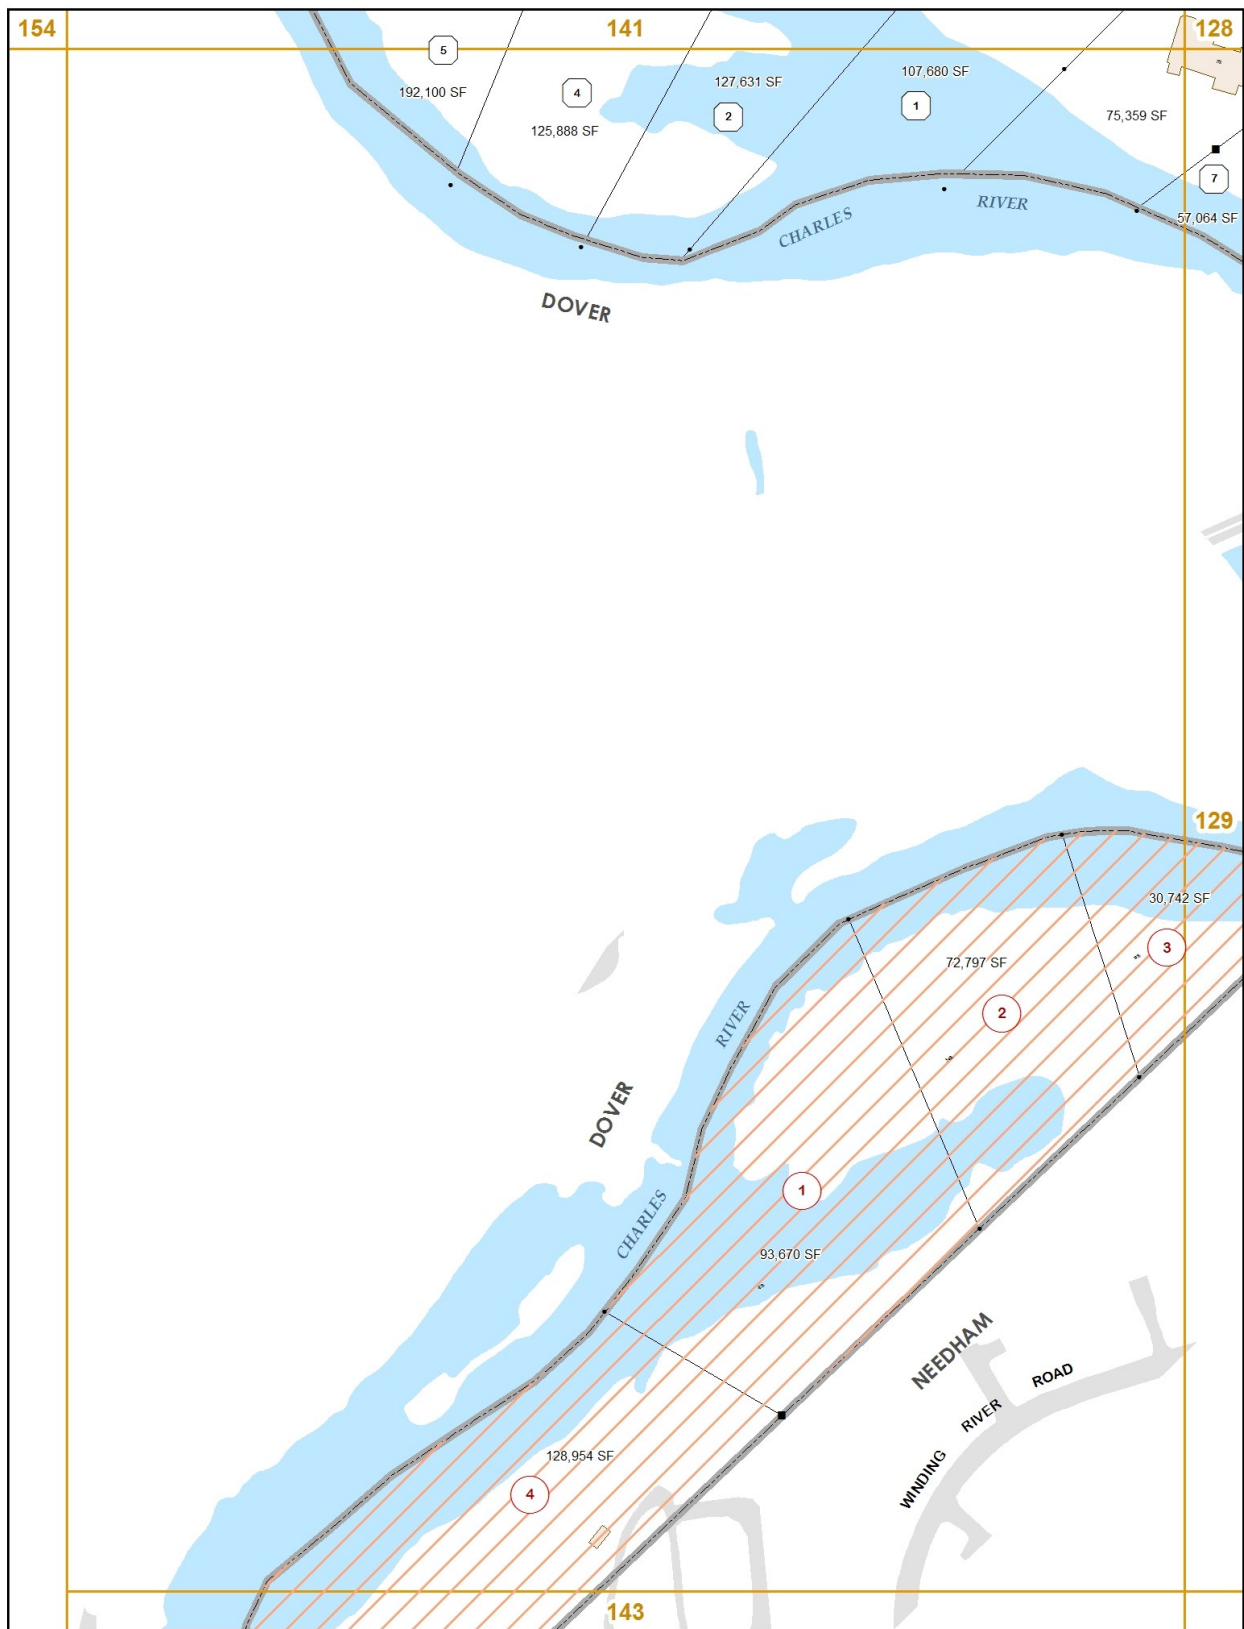 154
141
128
5
192,100 SF
4
125,888 SF
127,631 SF
2
107,680 SF
1
75,359 SF
7
57,064 SF
CHARLES
RIVER
DOVER
129
30,742 SF
3
72,797 SF
2
RIVER
DOVER
1
CHARLES
93,670 SF
NEEDHAM
WINDING RIVER ROAD
128,954 SF
4
143